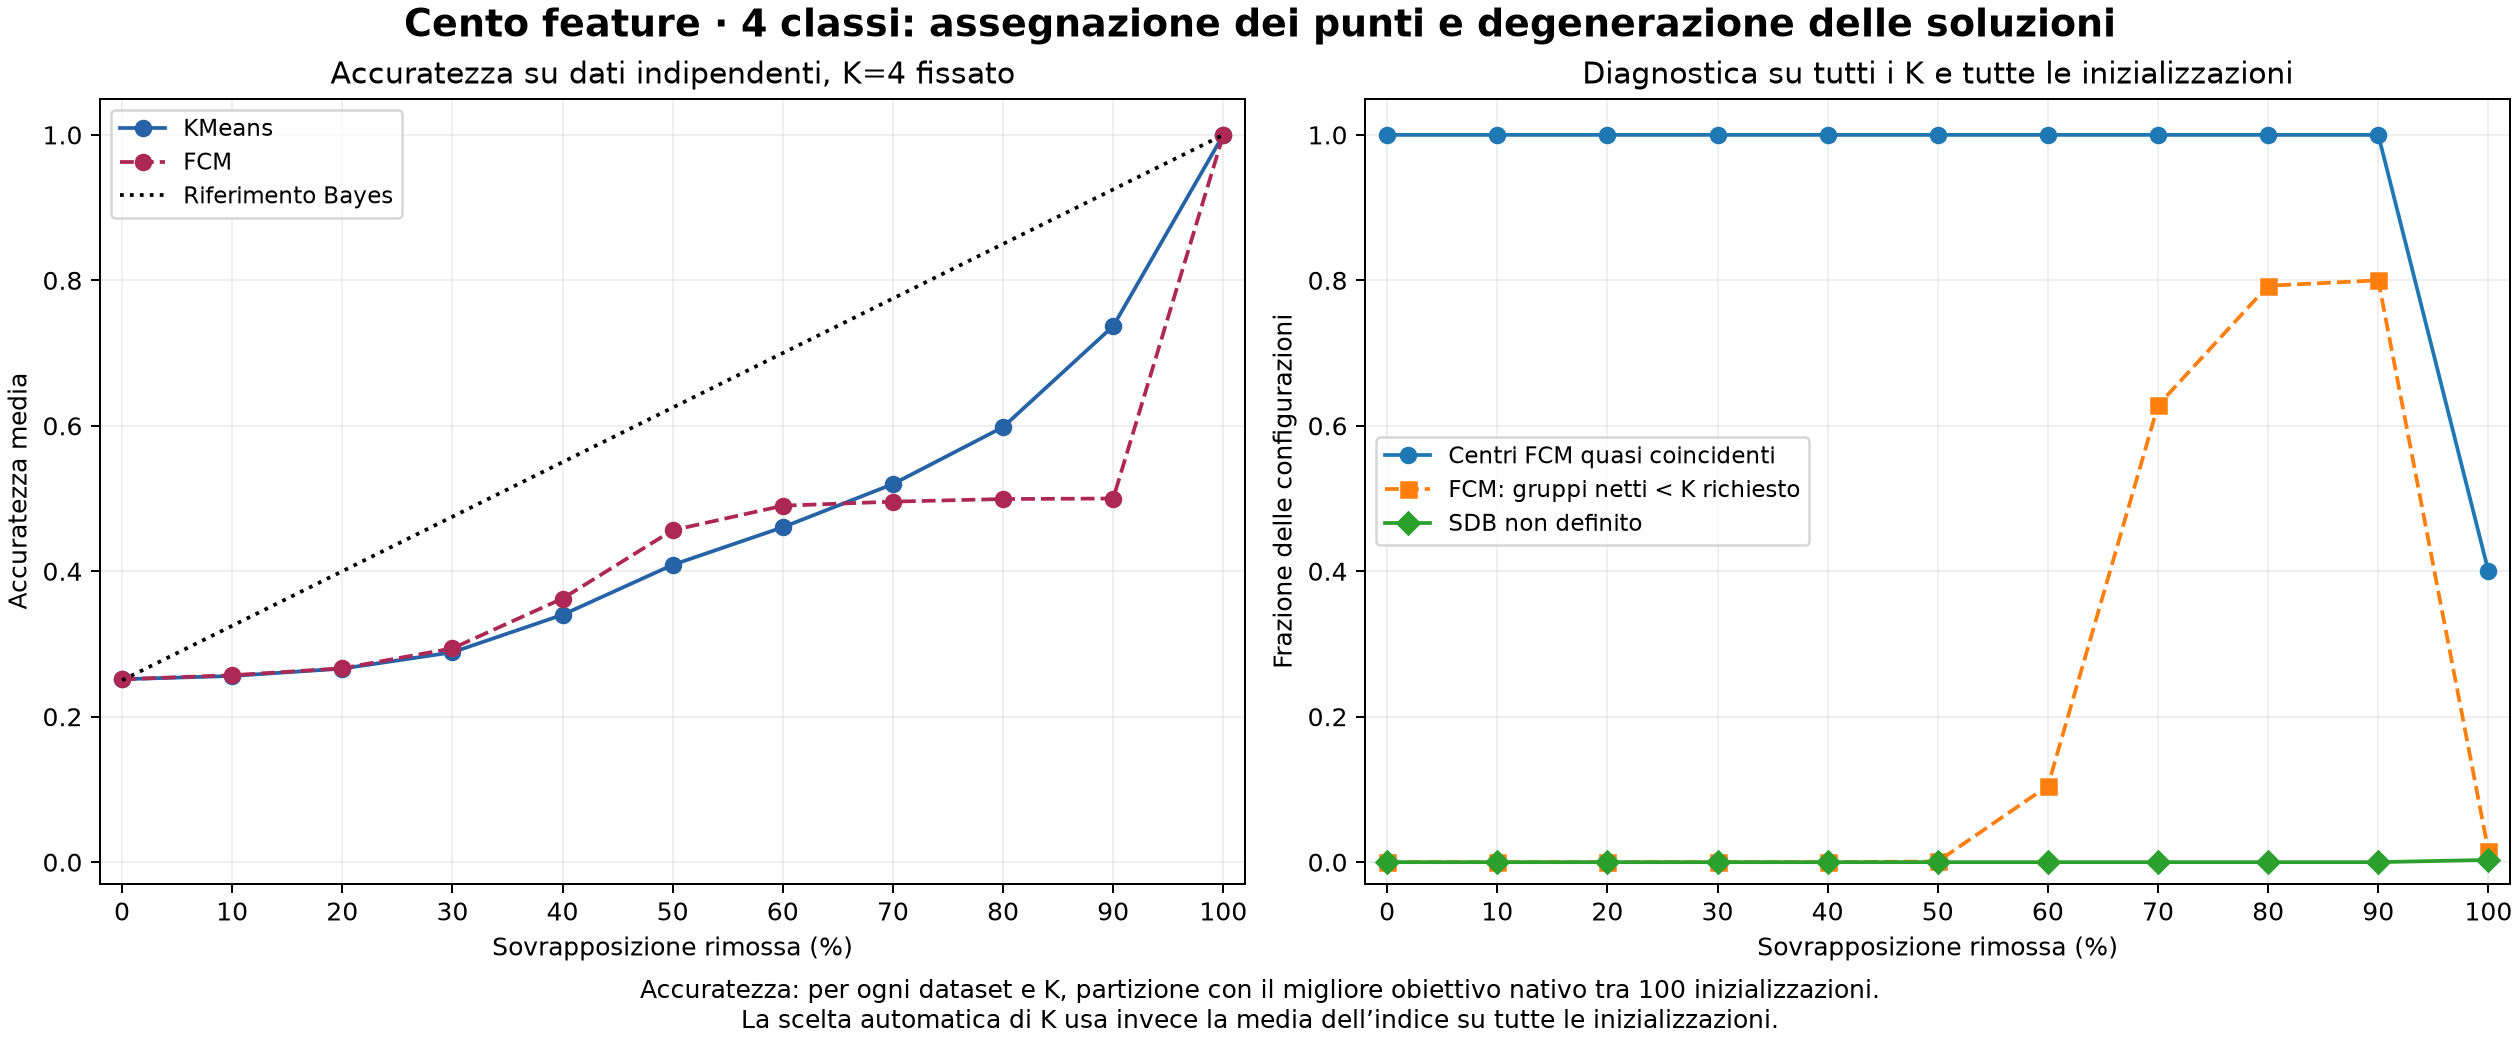 Cento feature · 4 classi: assegnazione dei punti e degenerazione delle soluzioni
Accuratezza su dati indipendenti, K=4 fissato
KMeans
FCM
Riferimento Bayes
Accuratezza media
1.0
0.8
0.6
0.4
0.2
0.0
0 10 20 30 40 50 60 70 80 90 100
Sovrapposizione rimossa (%)
Diagnostica su tutti i K e tutte le inizializzazioni
Centri FCM quasi coincidenti
FCM: gruppi netti < K richiesto
SDB non definito
Frazione delle configurazioni
1.0
0.8
0.6
0.4
0.2
0.0
0 10 20 30 40 50 60 70 80 90 100
Sovrapposizione rimossa (%)
Accuratezza: per ogni dataset e K, partizione con il migliore obiettivo nativo tra 100 inizializzazioni.
La scelta automatica di K usa invece la media dell’indice su tutte le inizializzazioni.